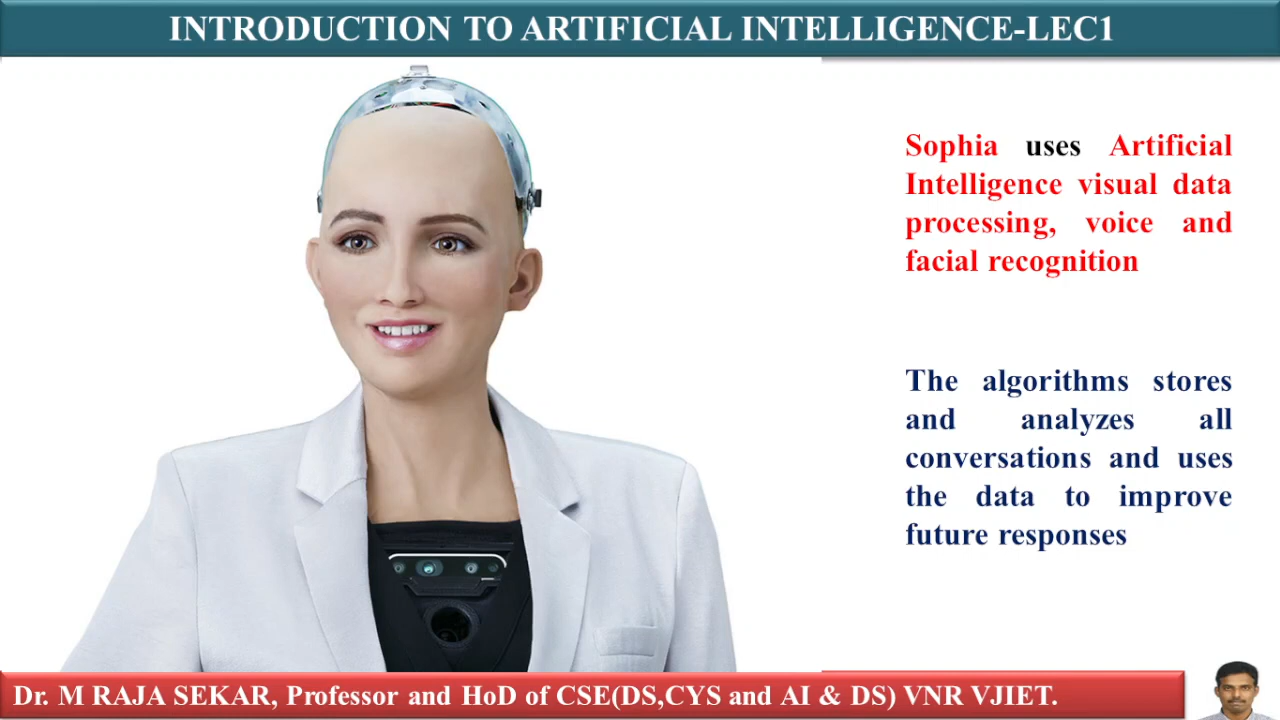 INTRODUCTION TO ARTIFICIAL INTELLIGENCE-LEC1
Sophia uses Artificial
Intelligence visual data
processing, voice and
facial recognition
The algorithms stores
and analyzes all
conversations and uses
the data to improve
future responses
Dr. M RAJA SEKAR, Professor and HoD of CSE(DS,CYS and AI & DS) VNR VJIET.